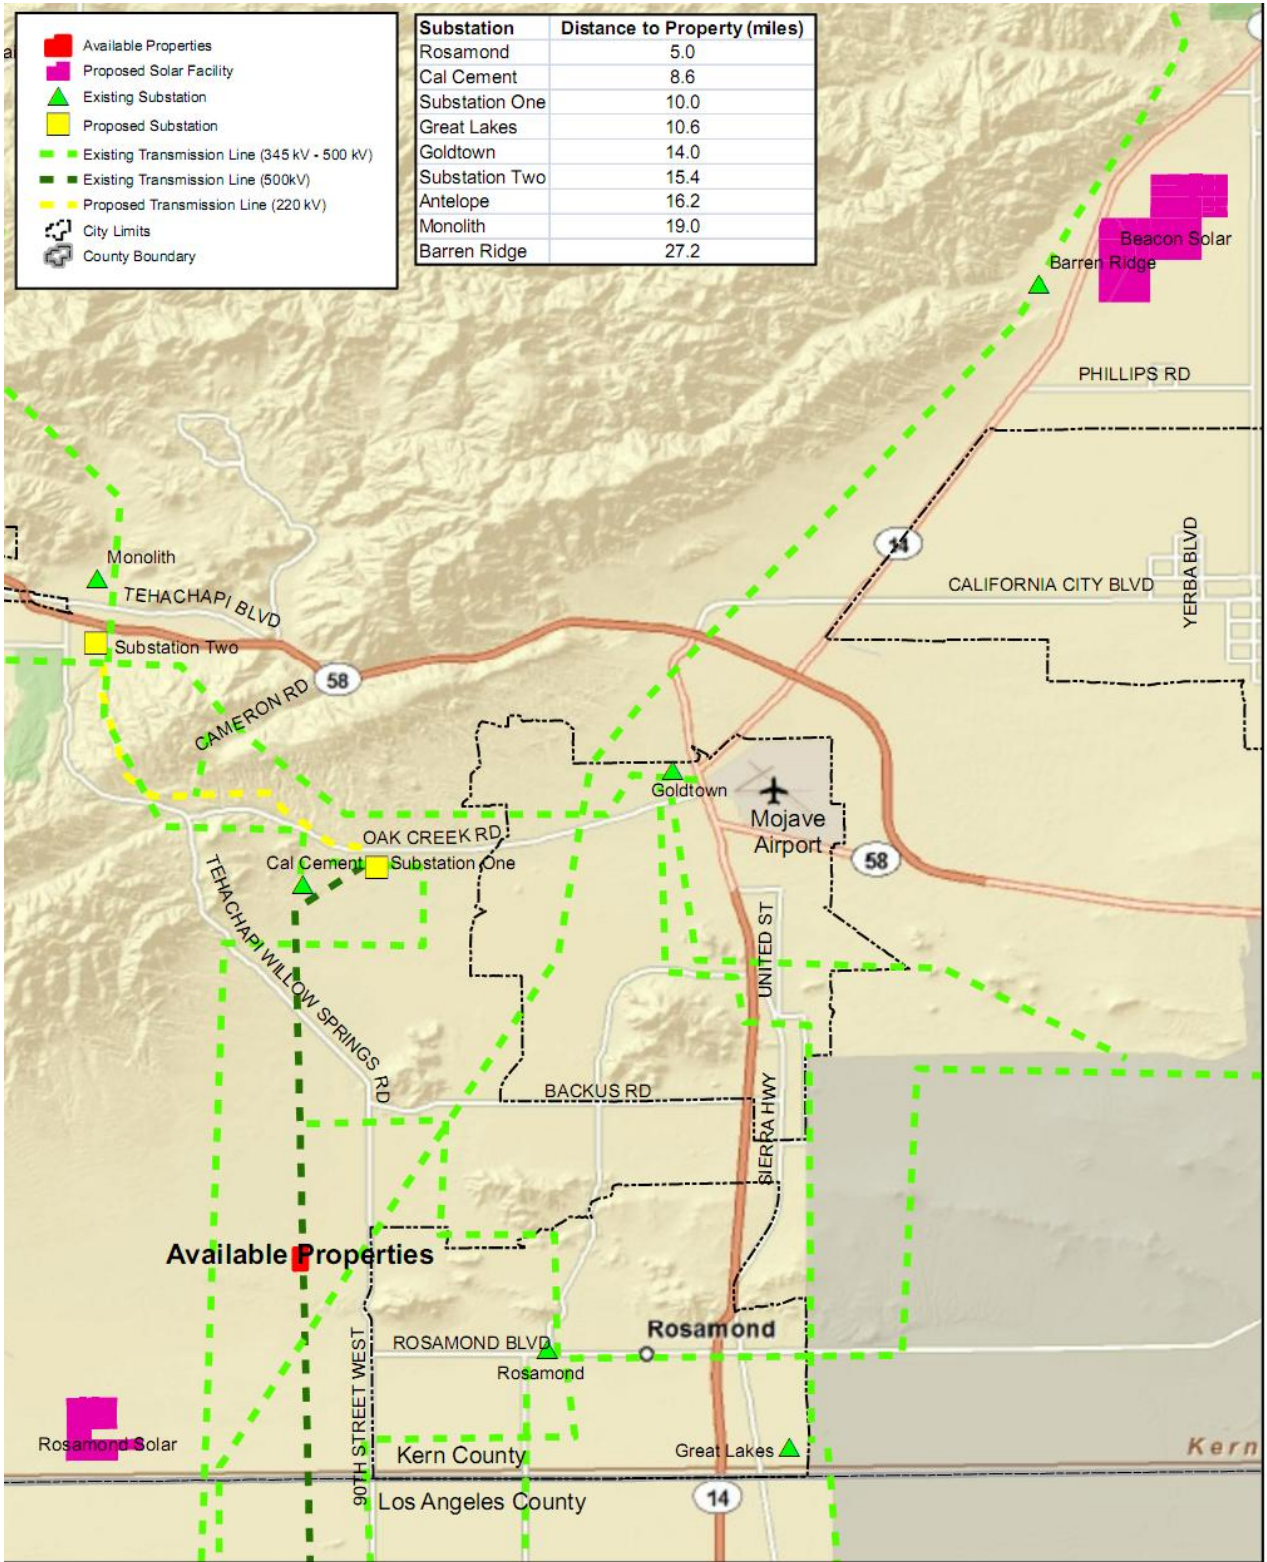 Available Properties
Proposed Solar Facility
Existing Substation
Proposed Substation
Existing Transmission Line (345 kV - 500 kV)
Existing Transmission Line (500kV)
Proposed Transmission Line (220 kV)
City Limits
County Boundary
Substation Distance to Property (miles)
Rosamond 5.0
Cal Cement 8.6
Substation One 10.0
Great Lakes 10.6
Goldtown 14.0
Substation Two 15.4
Antelope 16.2
Monolith 19.0
Barren Ridge 27.2
Beacon Solar
Barren Ridge
PHILLIPS RD
14
Monolith
TEHACHAPI BLVD
CALIFORNIA CITY BLVD
YERBA BLVD
Substation Two
58
CAMERON RD
Goldtown
Mojave
Airport
OAK CREEK RD
58
Cal Cement
Substation One
TEHACHAPI WILLOW SPRINGS RD
UNITED ST
BACKUS RD
SIERRA HWY
Available Properties
Rosamond
ROSAMOND BLVD
Rosamond
90TH STREET WEST
Rosamond Solar
Kern County
Great Lakes
Kern
Los Angeles County
14